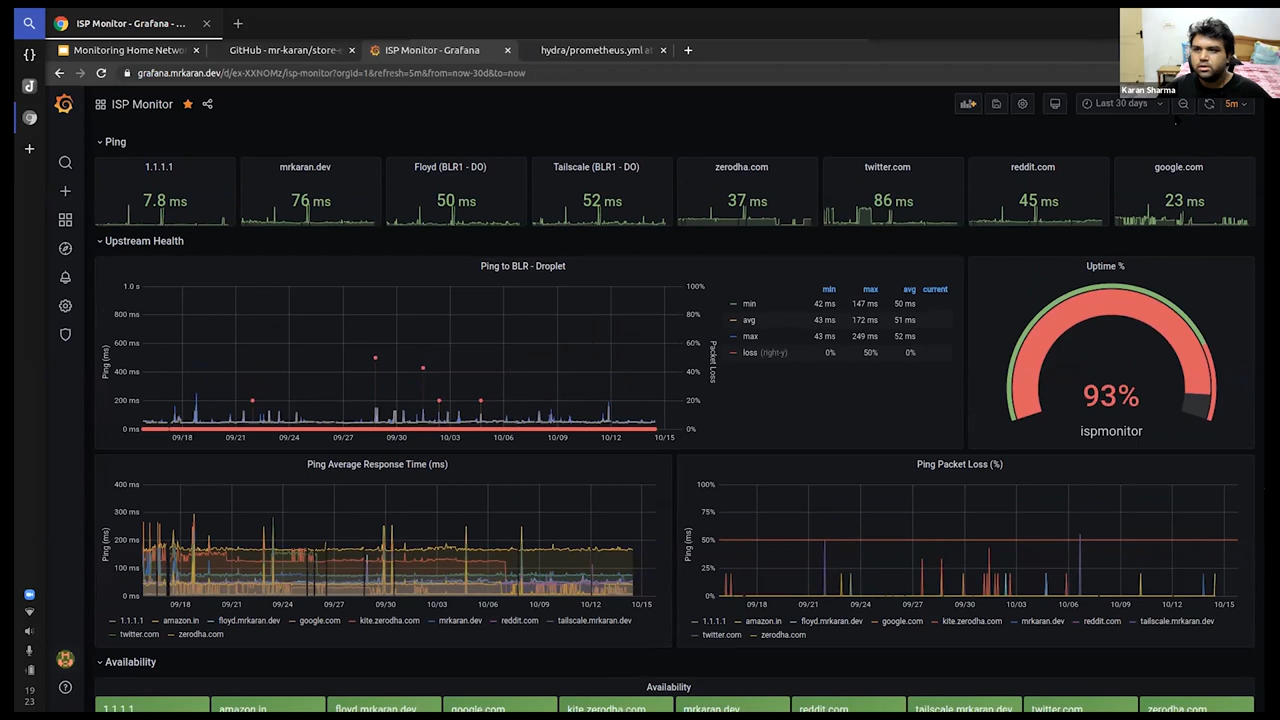 ISP Monitor - Grafana - ...
Monitoring Home Netwo
GitHub - mr-karan/store-e
ISP Monitor - Grafana
hydra/prometheus.yml at
grafana.mrkaran.dev/d/ex-XXNOMz/isp-monitor?orgId=1&refresh=5m&from=now-30d&to=now
Karan Sharma
ISP Monitor
Last 30 days
5m
Ping
1.1.1.1
7.8 ms
mrkaran.dev
76 ms
Floyd (BLR1 - DO)
50 ms
Tailscale (BLR1 - DO)
52 ms
zerodha.com
37 ms
twitter.com
86 ms
reddit.com
45 ms
google.com
23 ms
Upstream Health
Ping to BLR - Droplet
Ping (ms)
1.0 s
800 ms
600 ms
400 ms
200 ms
0 ms
100%
80%
60%
40%
20%
0%
Packet Loss
09/18 09/21 09/24 09/27 09/30 10/03 10/06 10/09 10/12 10/15
min max avg current
min 42 ms 147 ms 50 ms
avg 43 ms 172 ms 51 ms
max 43 ms 249 ms 52 ms
loss (right-y) 0% 50% 0%
Uptime %
93%
ispmonitor
Ping Average Response Time (ms)
Ping (ms)
400 ms
300 ms
200 ms
100 ms
0 ms
09/18 09/21 09/24 09/27 09/30 10/03 10/06 10/09 10/12 10/15
1.1.1.1 amazon.in floyd.mrkaran.dev google.com kite.zerodha.com mrkaran.dev reddit.com tailscale.mrkaran.dev
twitter.com zerodha.com
Ping Packet Loss (%)
Ping (ms)
100%
75%
50%
25%
0%
09/18 09/21 09/24 09/27 09/30 10/03 10/06 10/09 10/12 10/15
1.1.1.1 amazon.in floyd.mrkaran.dev google.com kite.zerodha.com mrkaran.dev reddit.com tailscale.mrkaran.dev
twitter.com zerodha.com
Availability
Availability
1.1.1.1 amazon.in floyd.mrkaran.dev google.com kite.zerodha.com mrkaran.dev reddit.com tailscale.mrkaran.dev twitter.com zerodha.com
19
23